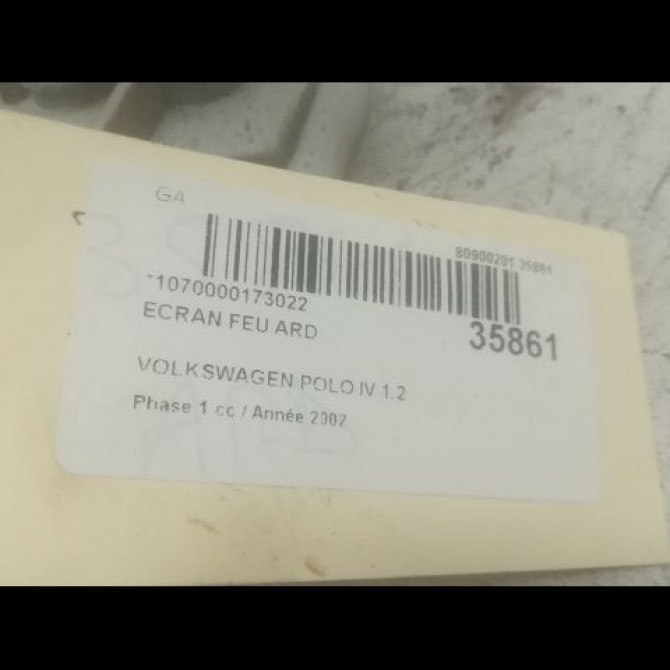 G4
80900201 35861
-1070000173022
ECRAN FEU ARD
35861
VOLKSWAGEN POLO IV 1.2
Phase 1 cc / Année 2002